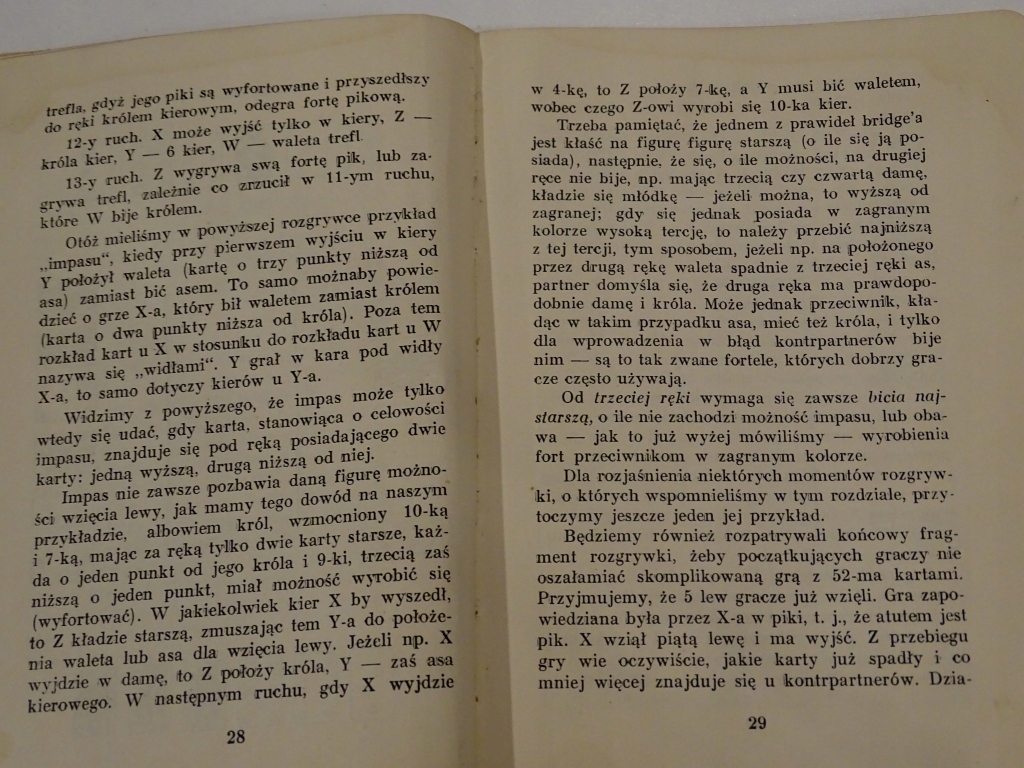 trefla, gdyż jego piki są wyfortowane i przyszedłszy
do ręki królem kierowym, odegra fortę pikową.
12-y ruch. X może wyjść tylko w kiery, Z —
króla kier, Y — 6 kier, W — waleta trefl.
13-y ruch. Z wygrywa swą fortę pik, lub za-
grywa trefl, zależnie co zrzucił w 11-ym ruchu,
które W bije królem.
Otóż mieliśmy w powyższej rozgrywce przykład
„impasu“, kiedy przy pierwszem wyjściu w kiery
Y położył waleta (kartę o trzy punkty niższą od
asa) zamiast bić asem. To samo możnaby powie-
dzieć o grze X-a, który bił waletem zamiast królem
(karta o dwa punkty niższa od króla). Poza tem
rozkład kart u X w stosunku do rozkładu kart u W
nazywa się „widłami“. Y grał w kara pod widły
X-a, to samo dotyczy kierów u Y-a.
Widzimy z powyższego, że impas może tylko
wtedy się udać, gdy karta, stanowiąca o celowości
impasu, znajduje się pod ręką posiadającego dwie
karty: jedną wyższą, drugą niższą od niej.
Impas nie zawsze pozbawia daną figurę możno-
ści wzięcia lewy, jak mamy tego dowód na naszym
przykładzie, albowiem król, wzmocniony 10-ką
i 7-ką, mając za ręką tylko dwie karty starsze, każ-
da o jeden punkt od jego króla i 9-ki, trzecią zaś
niższą o jeden punkt, miał możność wyrobić się
(wyfortować). W jakiekolwiek kier X by wyszedł,
to Z kładzie starszą, zmuszając tem Y-a do położe-
nia waleta lub asa dla wzięcia lewy. Jeżeli np. X
wyjdzie w damę, to Z położy króla, Y — zaś asa
kierowego. W następnym ruchu, gdy X wyjdzie
28
w 4-kę, to Z położy 7-kę, a Y musi bić waletem,
wobec czego Z-owi wyrobi się 10-ka kier.
Trzeba pamiętać, że jednem z prawideł bridge'a
jest kłaść na figurę figurę starszą (o ile się ją po-
siada), następnie, że się, o ile możności, na drugiej
ręce nie bije, np. mając trzecią czy czwartą damę,
kładzie się młódkę — jeżeli można, to wyższą od
zagranej; gdy się jednak posiada w zagranym
kolorze wysoką tercję, to należy przebić najniższą
z tej tercji, tym sposobem, jeżeli np. na położonego
przez drugą rękę waleta spadnie z trzeciej ręki as,
partner domyśla się, że druga ręka ma prawdopo-
dobnie damę i króla. Może jednak przeciwnik, kła-
dąc w takim przypadku asa, mieć też króla, i tylko
dla wprowadzenia w błąd kontrpartnerów bije
nim — są to tak zwane fortele, których dobrzy gra-
cze często używają.
Od trzeciej ręki wymaga się zawsze bicia naj-
starszą, o ile nie zachodzi możność impasu, lub oba-
wa — jak to już wyżej mówiliśmy — wyrobienia
fort przeciwnikom w zagranym kolorze.
Dla rozjaśnienia niektórych momentów rozgryw-
ki, o których wspomnieliśmy w tym rozdziale, przy-
toczymy jeszcze jeden jej przykład.
Będziemy również rozpatrywali końcowy frag-
ment rozgrywki, żeby początkujących graczy nie
oszałamiać skomplikowaną grą z 52-ma kartami.
Przyjmujemy, że 5 lew gracze już wzięli. Gra zapo-
wiedziana była przez X-a w piki, t. j., że atutem jest
pik. X wziął piątą lewę i ma wyjść. Z przebiegu
gry wie oczywiście, jakie karty już spadły i co
mniej więcej znajduje się u kontrpartnerów. Dzia-
29